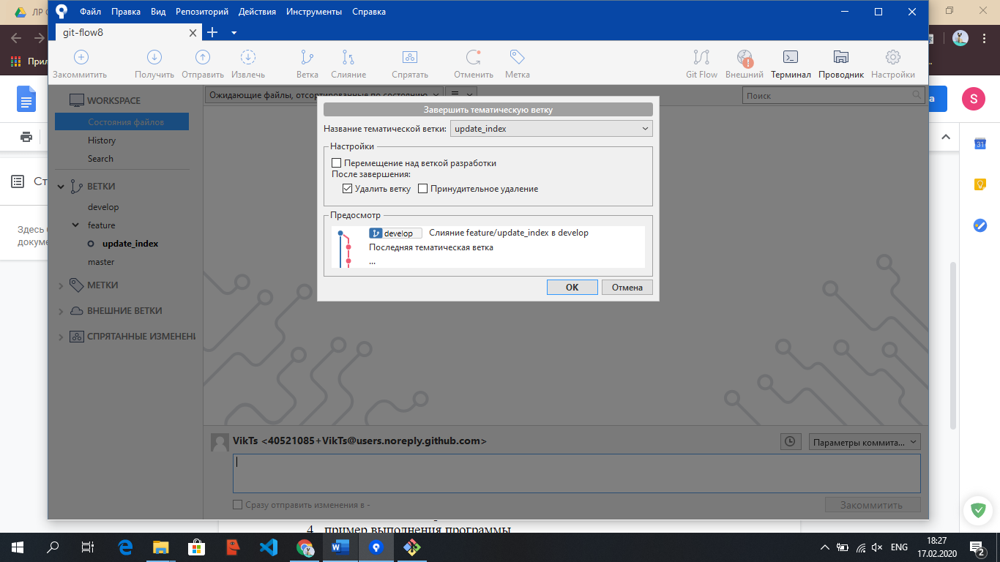 ЛР
Файл Правка Вид Репозиторий Действия Инструменты Справка
git-flow8
Закоммитить Получить Отправить Извлечь Ветка Слияние Спрятать Отменить Метка Git Flow Внешний Терминал Проводник Настройки
WORKSPACE
Состояния файлов
History
Search
ВЕТКИ
develop
feature
update_index
master
МЕТКИ
ВНЕШНИЕ ВЕТКИ
СПРЯТАННЫЕ ИЗМЕНЕНИ
Ожидающие файлы, отсортированные по состоянию
Поиск
Завершить тематическую ветку
Название тематической ветки: update_index
Настройки
Перемещение над веткой разработки
После завершения:
Удалить ветку Принудительное удаление
Предосмотр
develop Слияние feature/update_index в develop
Последняя тематическая ветка
...
OK Отмена
VikTs <40521085+VikTs@users.noreply.github.com>
Параметры коммита...
Сразу отправить изменения в -
Закоммитить
Прил
Ст
Здесь
докуме
а
S
31
4. пример выполнения программы
ENG
18:27
17.02.2020
2